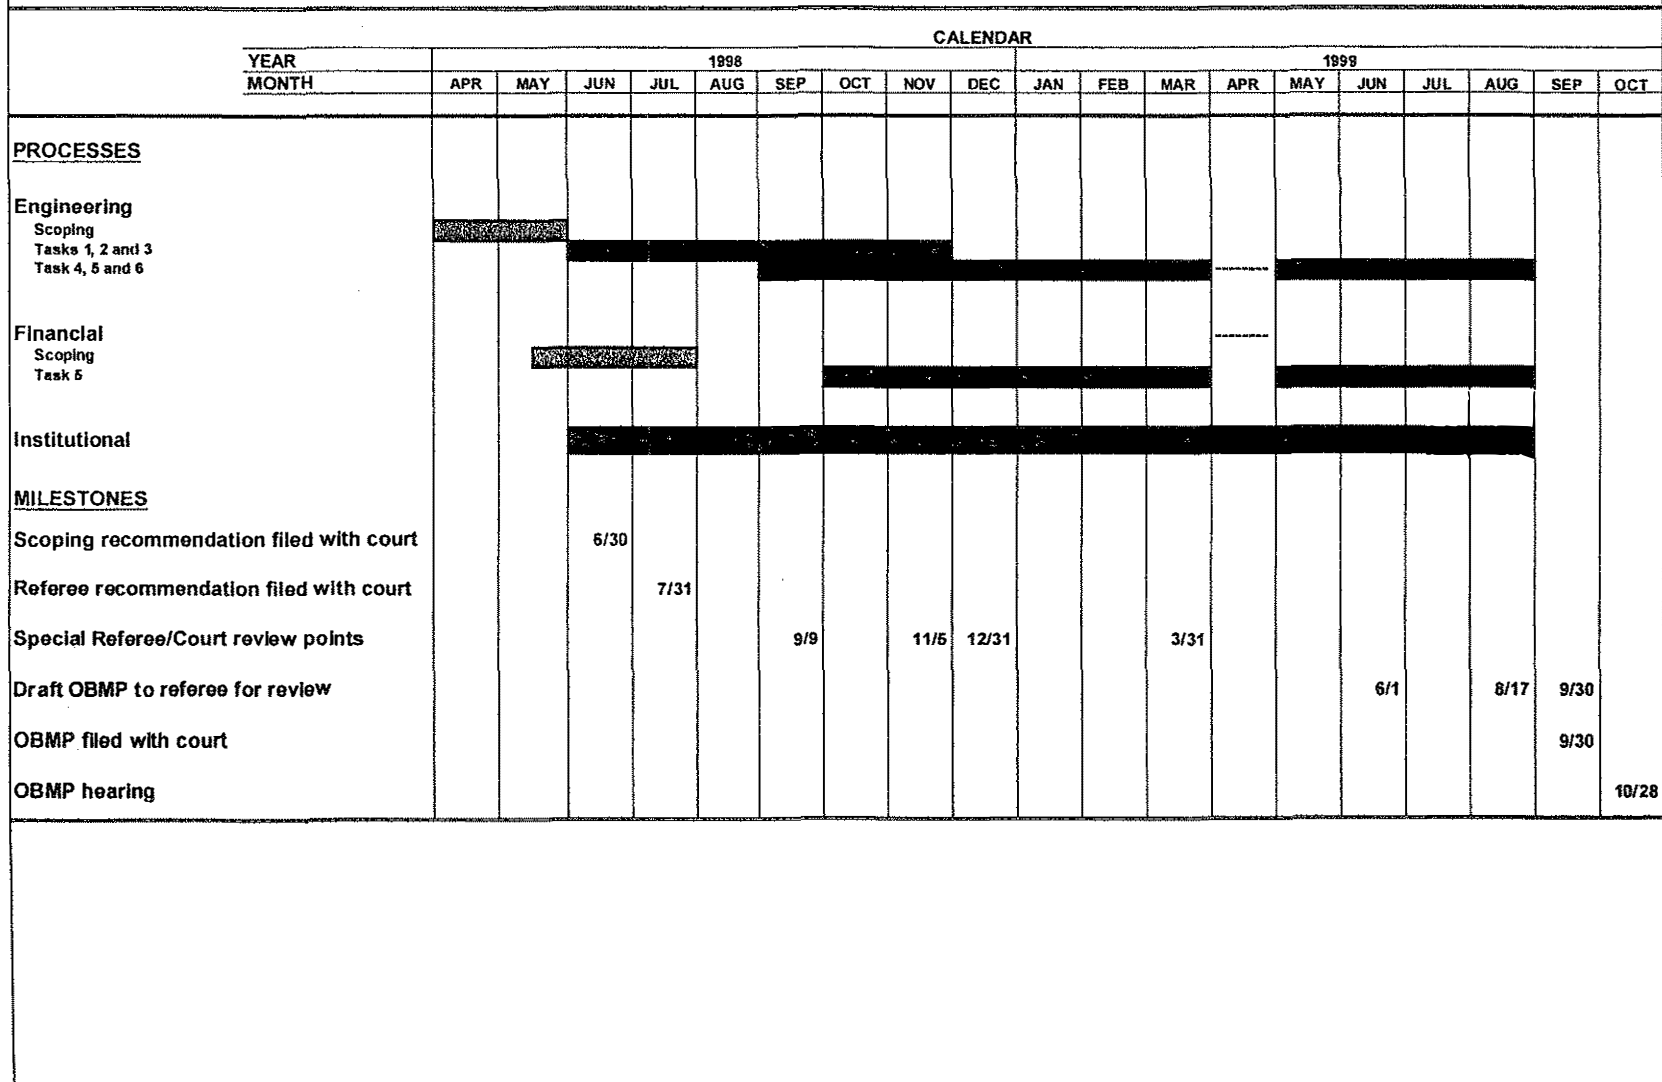 CALENDAR
YEAR 1998 1999
MONTH APR MAY JUN JUL AUG SEP OCT NOV DEC JAN FEB MAR APR MAY JUN JUL AUG SEP OCT
PROCESSES
Engineering
Scoping
Tasks 1, 2 and 3
Task 4, 5 and 6
Financial
Scoping
Task 5
Institutional
MILESTONES
Scoping recommendation filed with court 6/30
Referee recommendation filed with court 7/31
Special Referee/Court review points 9/9 11/5 12/31 3/31
Draft OBMP to referee for review 6/1 8/17 9/30
OBMP filed with court 9/30
OBMP hearing 10/28